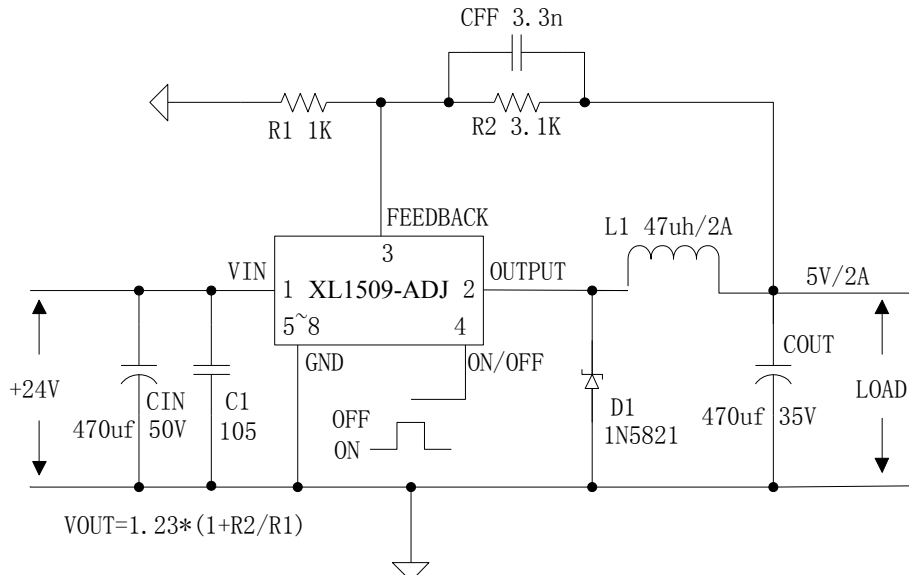 CFF 3.3n
R1 1K
R2 3.1K
FEEDBACK
L1 47uh/2A
3
VIN
OUTPUT
5V/2A
1 XL1509-ADJ 2
5~8
4
GND
ON/OFF
COUT
+24V
CIN
C1
OFF
D1
LOAD
470uf 50V
105
ON
1N5821
470uf 35V
VOUT=1.23*(1+R2/R1)